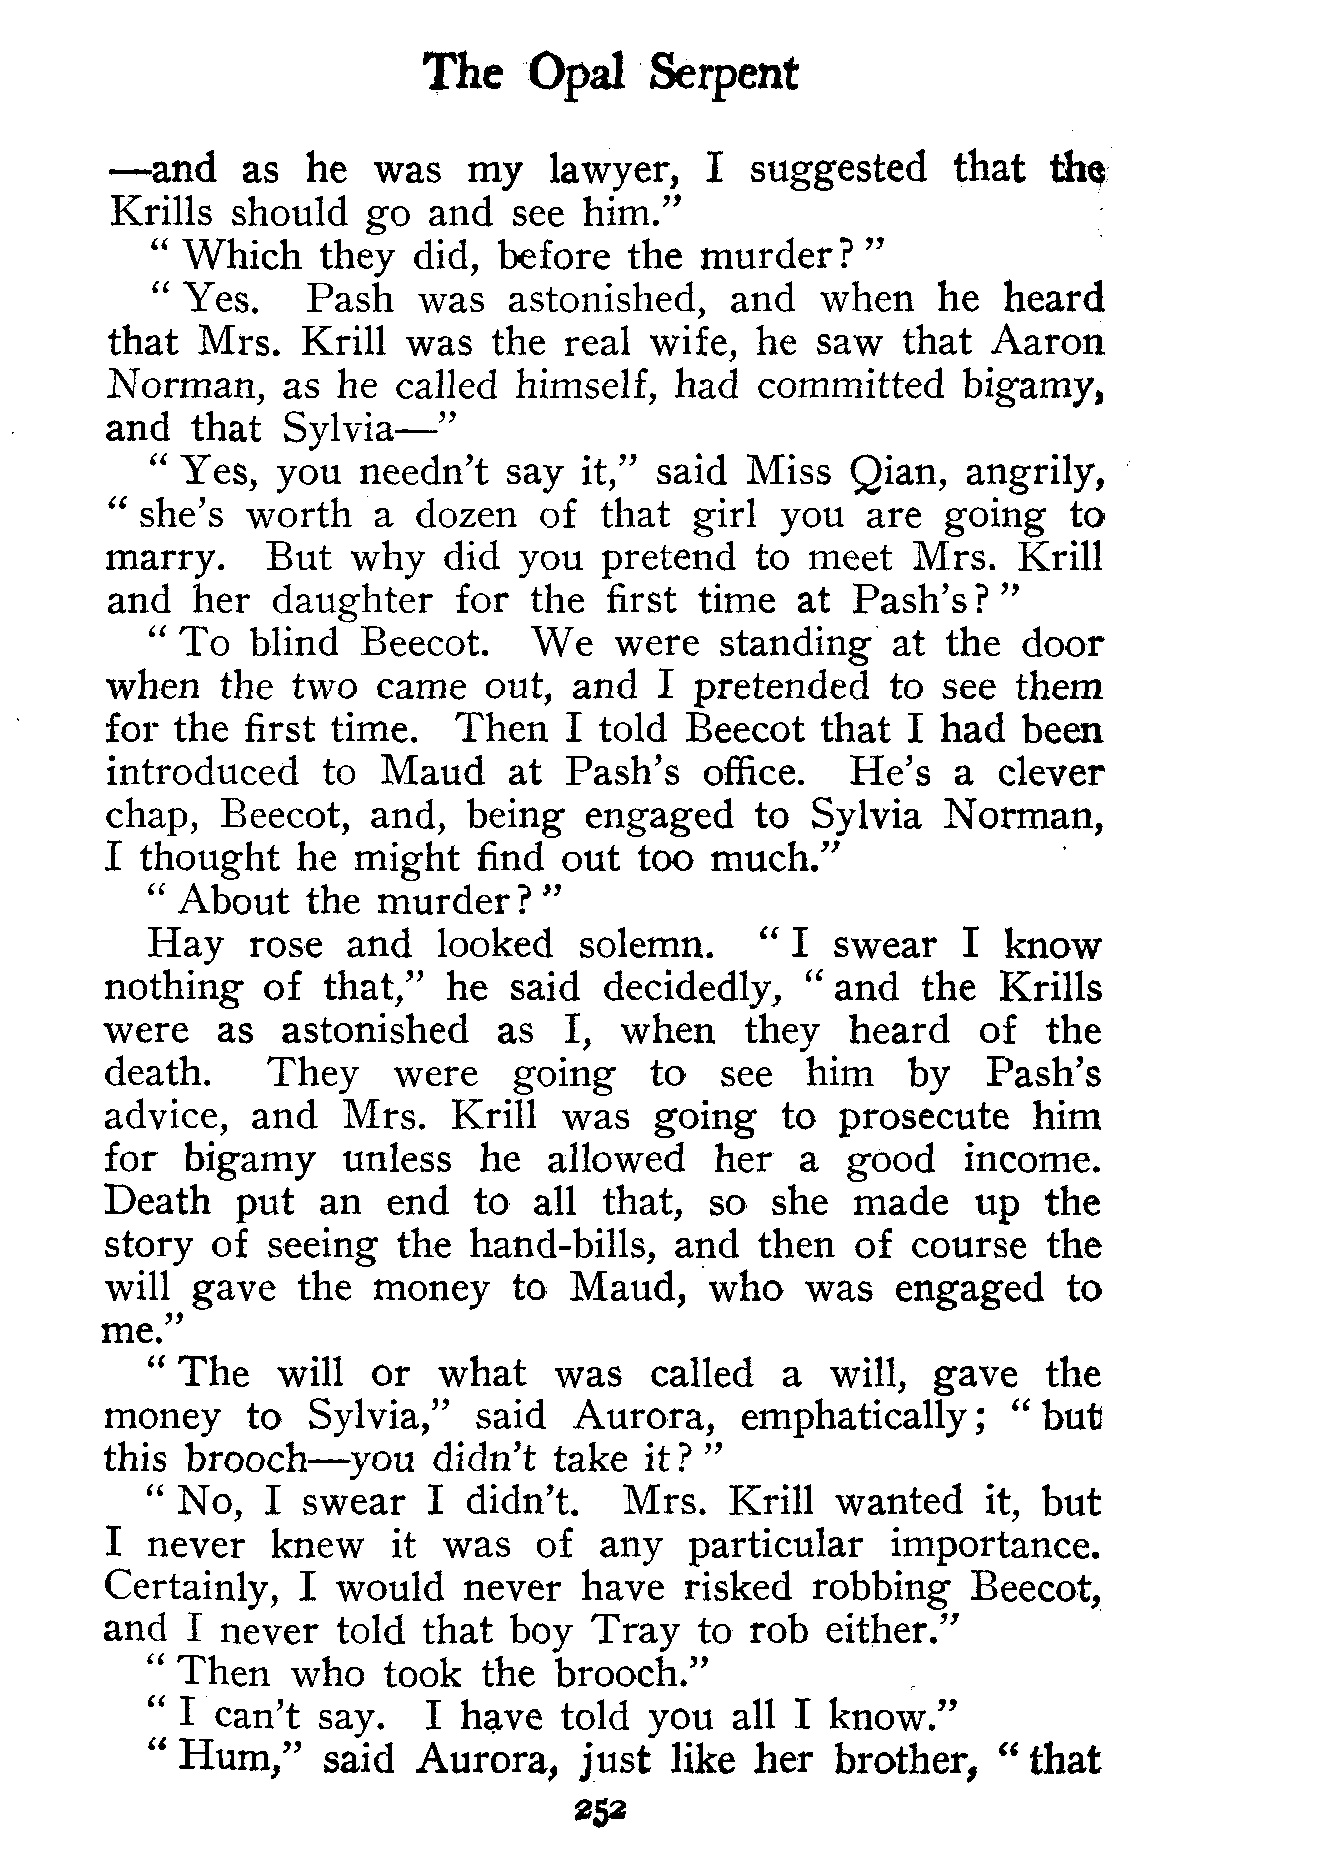 The Opal Serpent
—and as he was my lawyer, I suggested that the
Krills should go and see him."
" Which they did, before the murder? "
" Yes. Pash was astonished, and when he heard
that Mrs. Krill was the real wife, he saw that Aaron
Norman, as he called himself, had committed bigamy,
and that Sylvia—"
" Yes, you needn't say it," said Miss Qian, angrily,
" she's worth a dozen of that girl you are going to
marry. But why did you pretend to meet Mrs. Krill
and her daughter for the first time at Pash's? "
" To blind Beecot. We were standing at the door
when the two came out, and I pretended to see them
for the first time. Then I told Beecot that I had been
introduced to Maud at Pash's office. He's a clever
chap, Beecot, and, being engaged to Sylvia Norman,
I thought he might find out too much."
" About the murder? "
Hay rose and looked solemn. " I swear I know
nothing of that," he said decidedly, " and the Krills
were as astonished as I, when they heard of the
death. They were going to see him by Pash's
advice, and Mrs. Krill was going to prosecute him
for bigamy unless he allowed her a good income.
Death put an end to all that, so she made up the
story of seeing the hand-bills, and then of course the
will gave the money to Maud, who was engaged to
me."
" The will or what was called a will, gave the
money to Sylvia," said Aurora, emphatically; " but
this brooch—you didn't take it? "
" No, I swear I didn't. Mrs. Krill wanted it, but
I never knew it was of any particular importance.
Certainly, I would never have risked robbing Beecot,
and I never told that boy Tray to rob either."
" Then who took the brooch."
" I can't say. I have told you all I know."
" Hum," said Aurora, just like her brother, " that
252